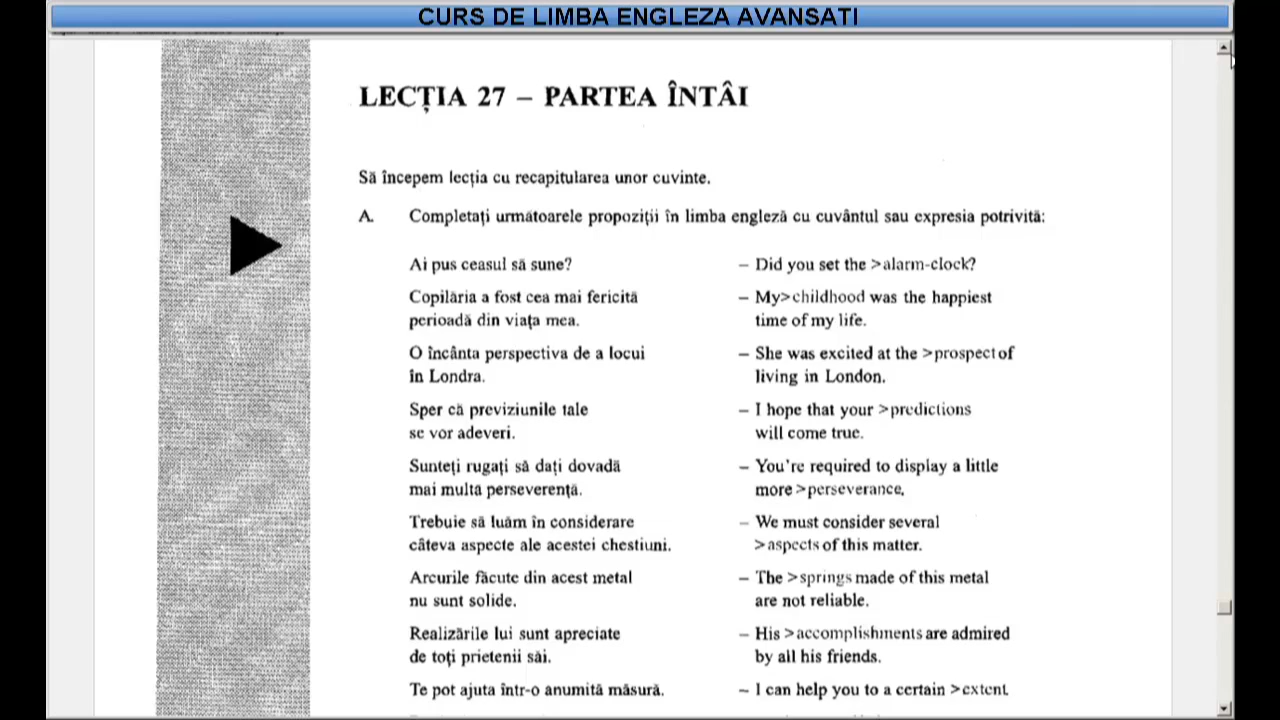 CURS DE LIMBA ENGLEZA AVANSATI
LECȚIA 27 – PARTEA ÎNTÂI
Să începem lecția cu recapitularea unor cuvinte.
A. Completați următoarele propoziții în limba engleză cu cuvântul sau expresia potrivită:
Ai pus ceasul să sune? – Did you set the >alarm-clock?
Copilăria a fost cea mai fericită – My>childhood was the happiest
perioadă din viața mea. time of my life.
O încânta perspectiva de a locui – She was excited at the >prospect of
în Londra. living in London.
Sper că previziunile tale – I hope that your >predictions
se vor adeveri. will come true.
Sunteți rugați să dați dovadă – You're required to display a little
mai multă perseverență. more >perseverance.
Trebuie să luăm în considerare – We must consider several
câteva aspecte ale acestei chestiuni. >aspects of this matter.
Arcurile făcute din acest metal – The >springs made of this metal
nu sunt solide. are not reliable.
Realizările lui sunt apreciate – His >accomplishments are admired
de toți prietenii săi. by all his friends.
Te pot ajuta într-o anumită măsură. – I can help you to a certain >extent.